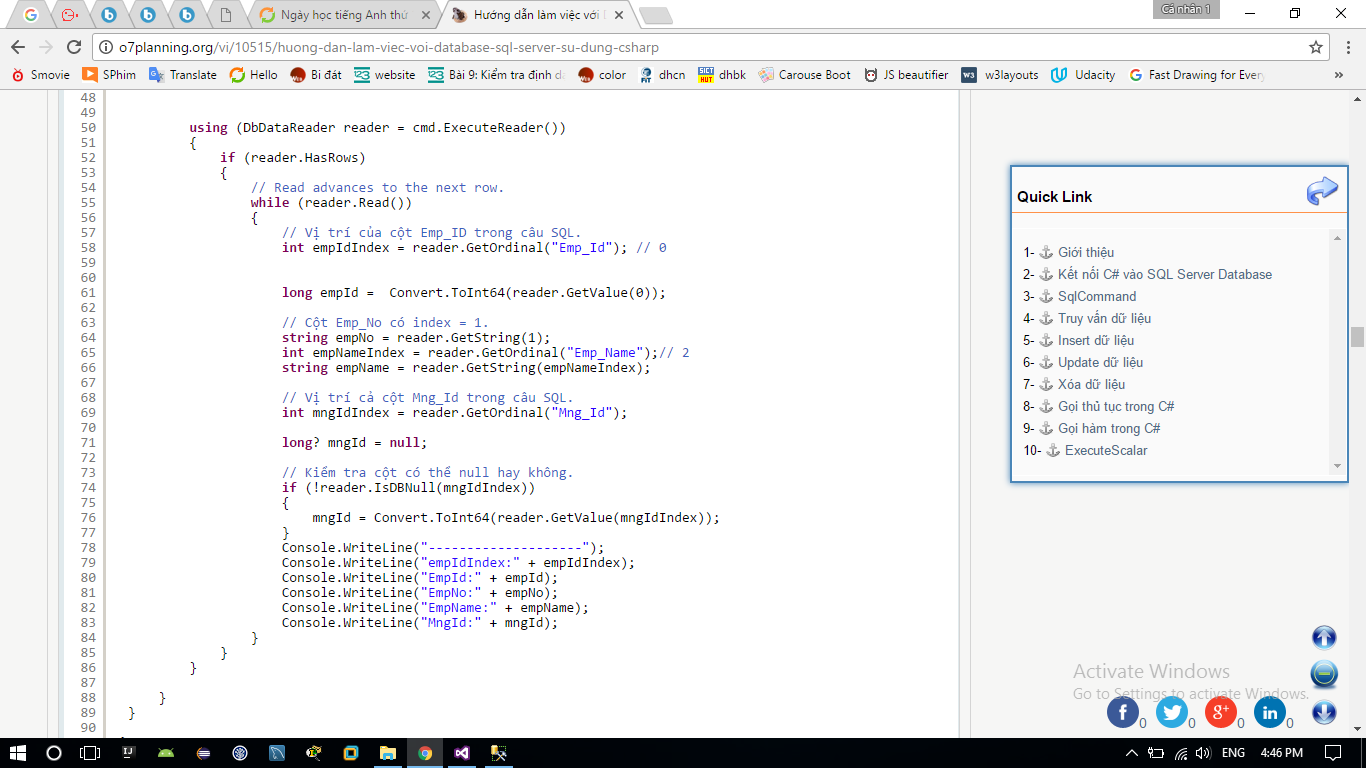 Ngày học tiếng Anh thứ
Hướng dẫn làm việc với
Cá nhân 1
o7planning.org/vi/10515/huong-dan-lam-viec-voi-database-sql-server-su-dung-csharp
Smovie SPhim Translate Hello Bi đát website Bài 9: Kiểm tra định color dhcn dhbk Carouse Boot JS beautifier w3layouts Udacity Fast Drawing for Ever »
48
49
50 using (DbDataReader reader = cmd.ExecuteReader())
51 {
52 if (reader.HasRows)
53 {
54 // Read advances to the next row.
55 while (reader.Read())
56 {
57 // Vị trí của cột Emp_ID trong câu SQL.
58 int empIdIndex = reader.GetOrdinal("Emp_Id"); // 0
59
60
61 long empId =  Convert.ToInt64(reader.GetValue(0));
62
63 // Cột Emp_No có index = 1.
64 string empNo = reader.GetString(1);
65 int empNameIndex = reader.GetOrdinal("Emp_Name");// 2
66 string empName = reader.GetString(empNameIndex);
67
68 // Vị trí cả cột Mng_Id trong câu SQL.
69 int mngIdIndex = reader.GetOrdinal("Mng_Id");
70
71 long? mngId = null;
72
73 // Kiểm tra cột có thể null hay không.
74 if (!reader.IsDBNull(mngIdIndex))
75 {
76 mngId = Convert.ToInt64(reader.GetValue(mngIdIndex));
77 }
78 Console.WriteLine("--------------------");
79 Console.WriteLine("empIdIndex:" + empIdIndex);
80 Console.WriteLine("EmpId:" + empId);
81 Console.WriteLine("EmpNo:" + empNo);
82 Console.WriteLine("EmpName:" + empName);
83 Console.WriteLine("MngId:" + mngId);
84 }
85 }
86 }
87
88 }
89 }
90
Quick Link
1- Giới thiệu
2- Kết nối C# vào SQL Server Database
3- SqlCommand
4- Truy vấn dữ liệu
5- Insert dữ liệu
6- Update dữ liệu
7- Xóa dữ liệu
8- Gọi thủ tục trong C#
9- Gọi hàm trong C#
10- ExecuteScalar
Activate Windows
Go to Settings to activate Windows.
0 0 0 0
ENG 4:46 PM